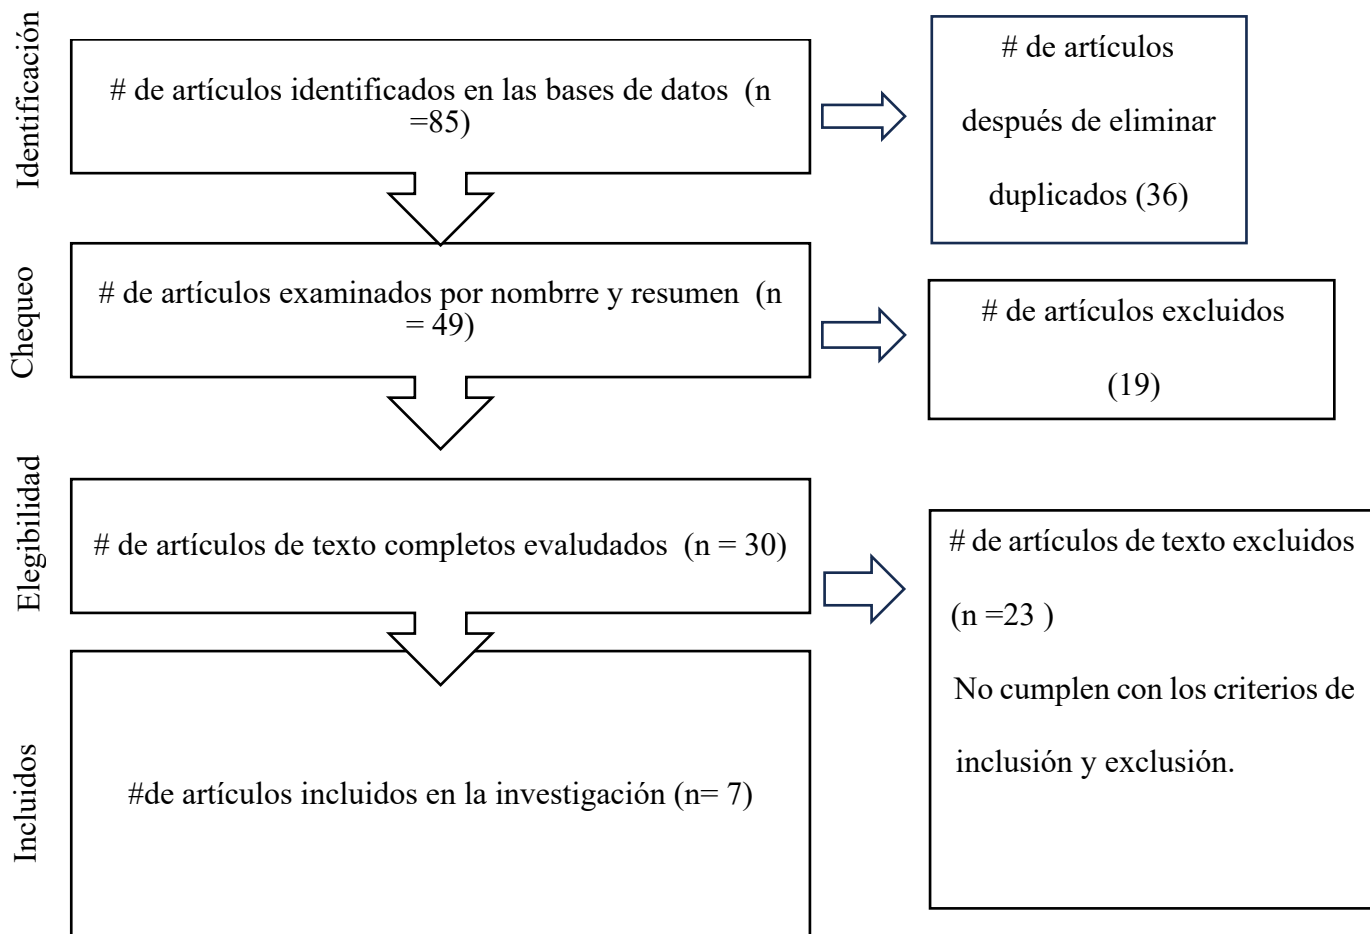 Identificación
# de artículos identificados en las bases de datos (n
=85)
# de artículos
después de eliminar
duplicados (36)
Chequeo
# de artículos examinados por nombrre y resumen (n
= 49)
# de artículos excluidos
(19)
Elegibilidad
# de artículos de texto completos evaludados (n = 30)
# de artículos de texto excluidos
(n =23 )
No cumplen con los criterios de
inclusión y exclusión.
Incluidos
#de artículos incluidos en la investigación (n= 7)